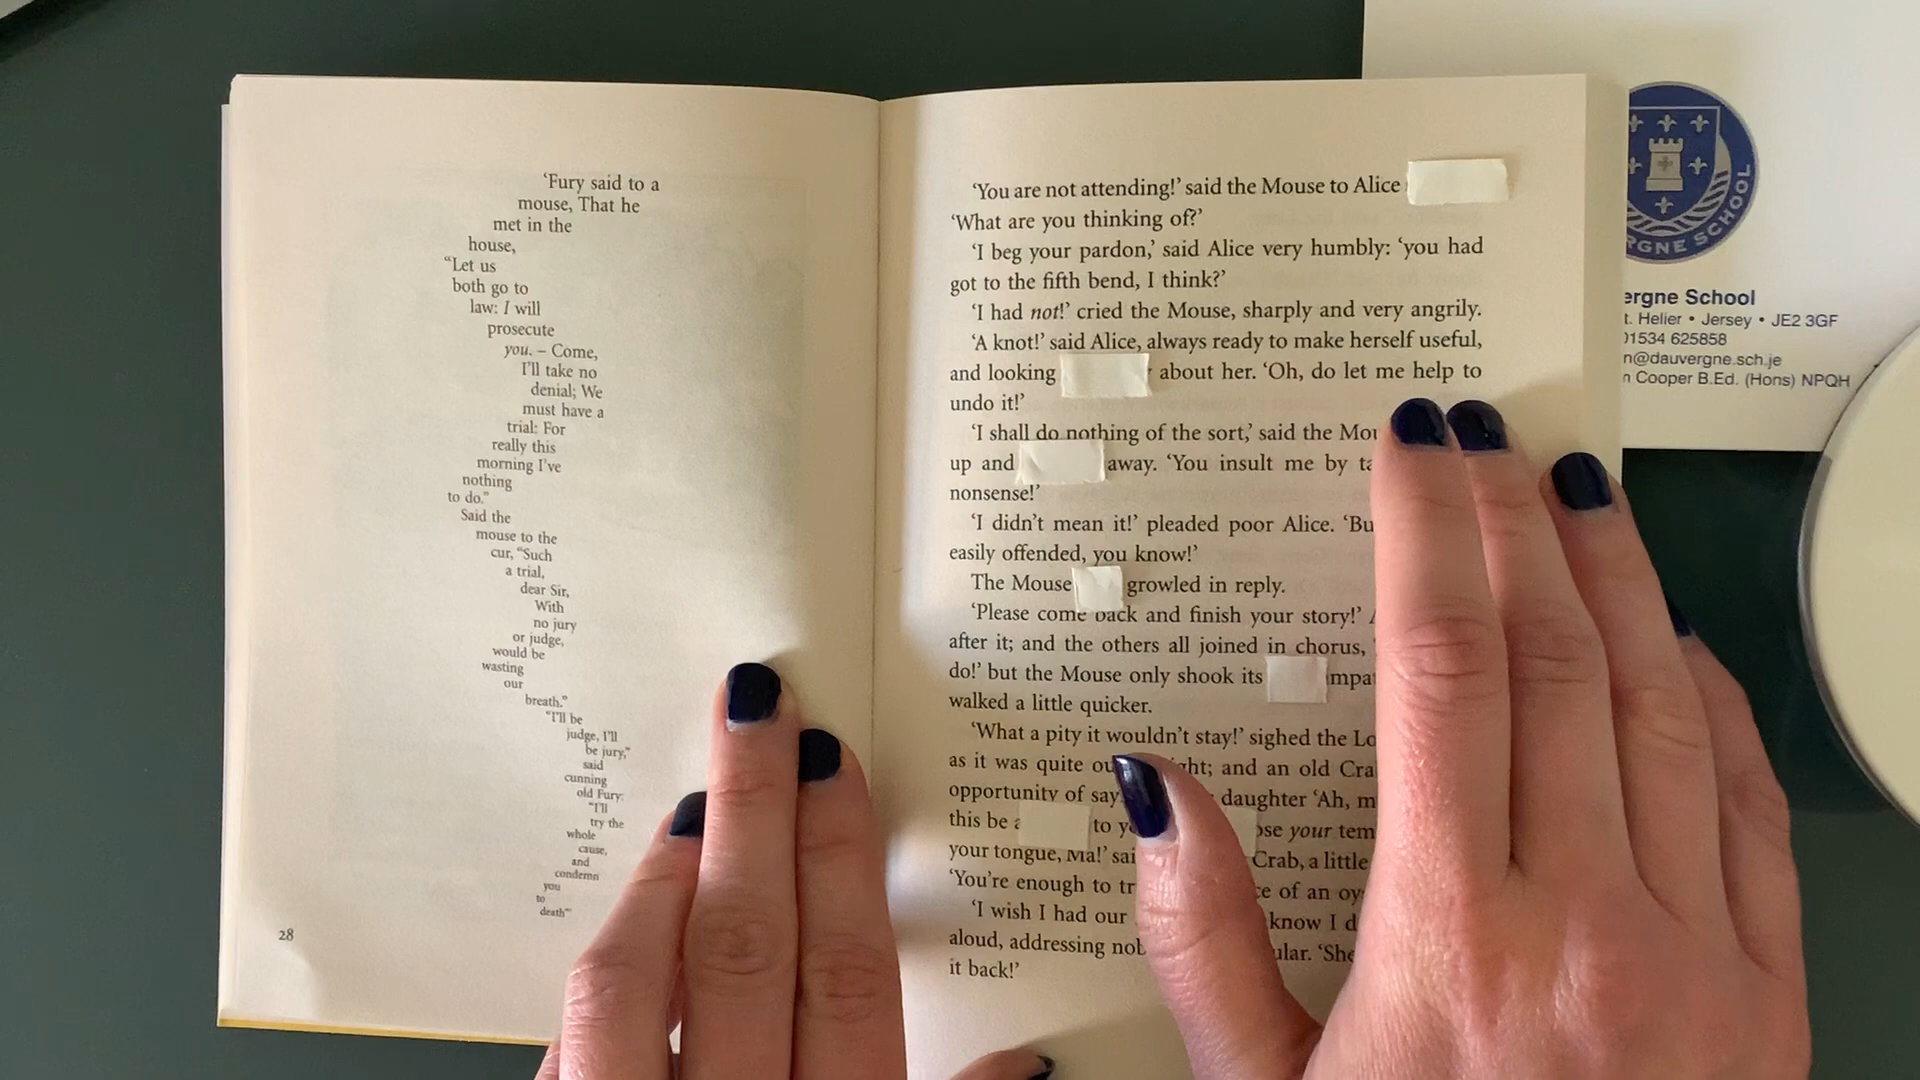 ‘Fury said to a
mouse, That he
met in the
house,
“Let us
both go to
law: I will
prosecute
you. – Come,
I’ll take no
denial; We
must have a
trial: For
really this
morning I’ve
nothing
to do.”
Said the
mouse to the
cur, “Such
a trial,
dear Sir,
With
no jury
or judge,
would be
wasting
our
breath.”
“I’ll be
judge, I’ll
be jury,”
said
cunning
old Fury:
“I’ll
try the
whole
cause,
and
condemn
you
to
death”’
28
‘You are not attending!’ said the Mouse to Alice
‘What are you thinking of?’
‘I beg your pardon,’ said Alice very humbly: ‘you had
got to the fifth bend, I think?’
‘I had not!’ cried the Mouse, sharply and very angrily.
‘A knot!’ said Alice, always ready to make herself useful,
and looking about her. ‘Oh, do let me help to
undo it!’
‘I shall do nothing of the sort,’ said the
up and away. ‘You insult me by
nonsense!’
‘I didn’t mean it!’ pleaded poor Alice.
easily offended, you know!’
The Mouse growled in reply.
‘Please come back and finish your story!’
after it; and the others all joined in chorus,
do!’ but the Mouse only shook its
walked a little quicker.
‘What a pity it wouldn’t stay!’ sighed the
as it was quite and an old
opportunity of daughter ‘Ah,
this be to your
your tongue, Ma!’ Crab, a little
‘You’re enough to of an
‘I wish I had our know I
aloud, addressing ‘She
it back!’
GNE SCHOOL
ergne School
t. Helier • Jersey • JE2 3GF
01534 625858
n@dauvergne.sch.je
n Cooper B.Ed. (Hons) NPQH